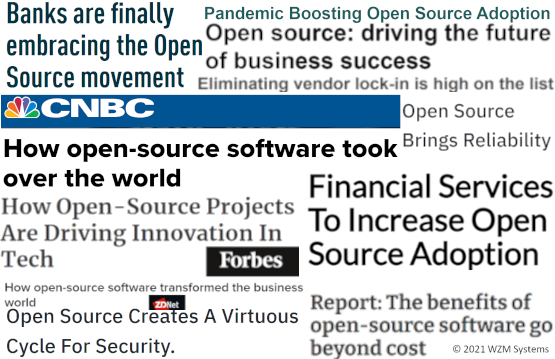 Banks are finally
embracing the Open
Source movement
Pandemic Boosting Open Source Adoption
Open source: driving the future
of business success
Eliminating vendor lock-in is high on the list
CNBC
Open Source
Brings Reliability
How open-source software took
over the world
How Open-Source Projects
Are Driving Innovation In
Tech
Forbes
Financial Services
To Increase Open
Source Adoption
How open-source software transformed the business
world
ZDNet
Open Source Creates A Virtuous
Cycle For Security.
Report: The benefits of
open-source software go
beyond cost
© 2021 WZM Systems